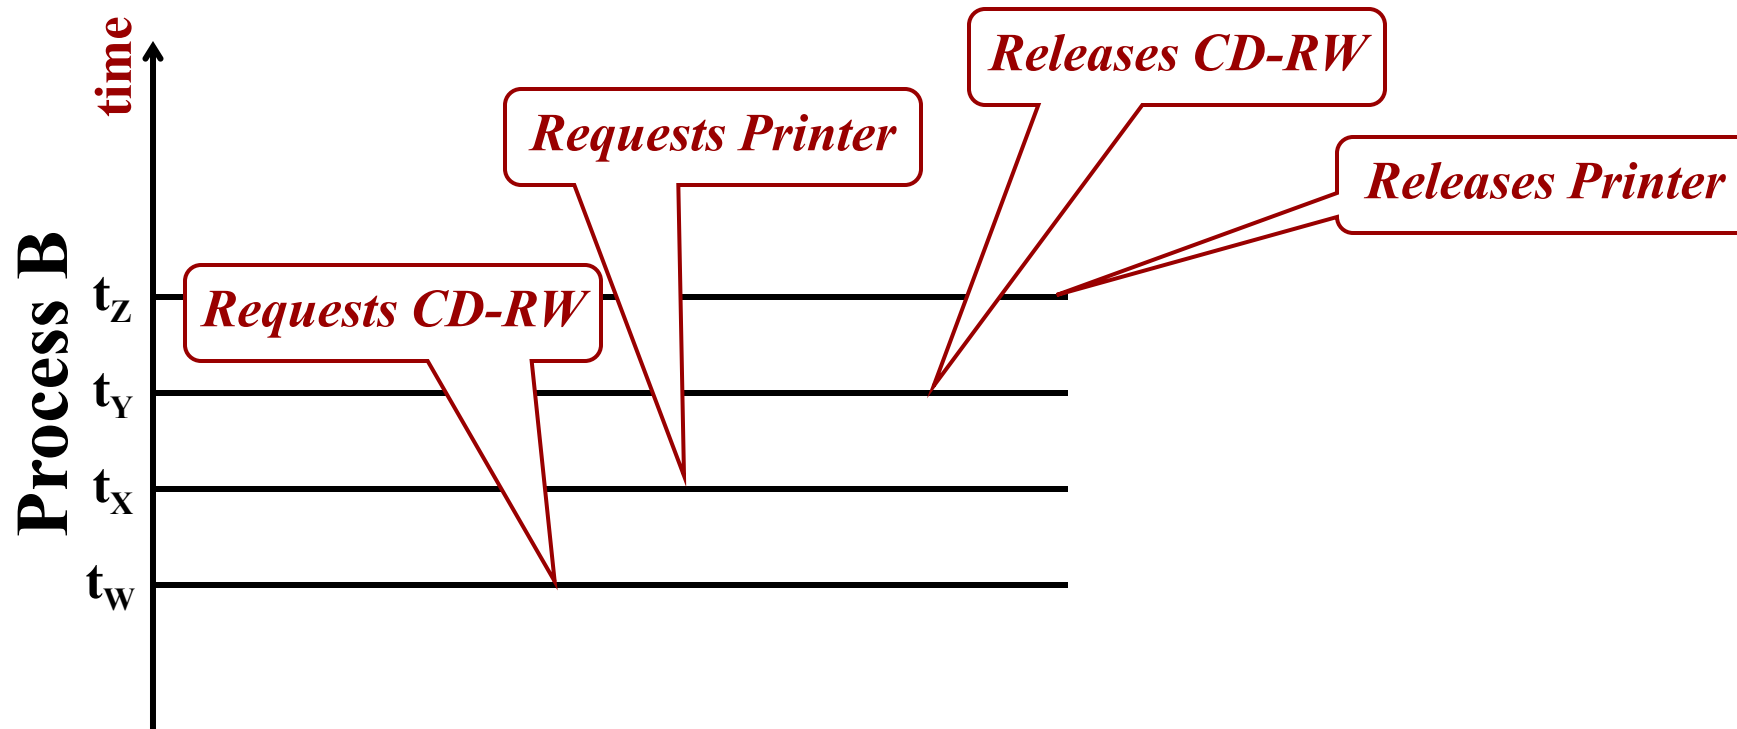 time
Releases CD-RW
Requests Printer
Releases Printer
Process B
Requests CD-RW
tZ
tY
tX
tW